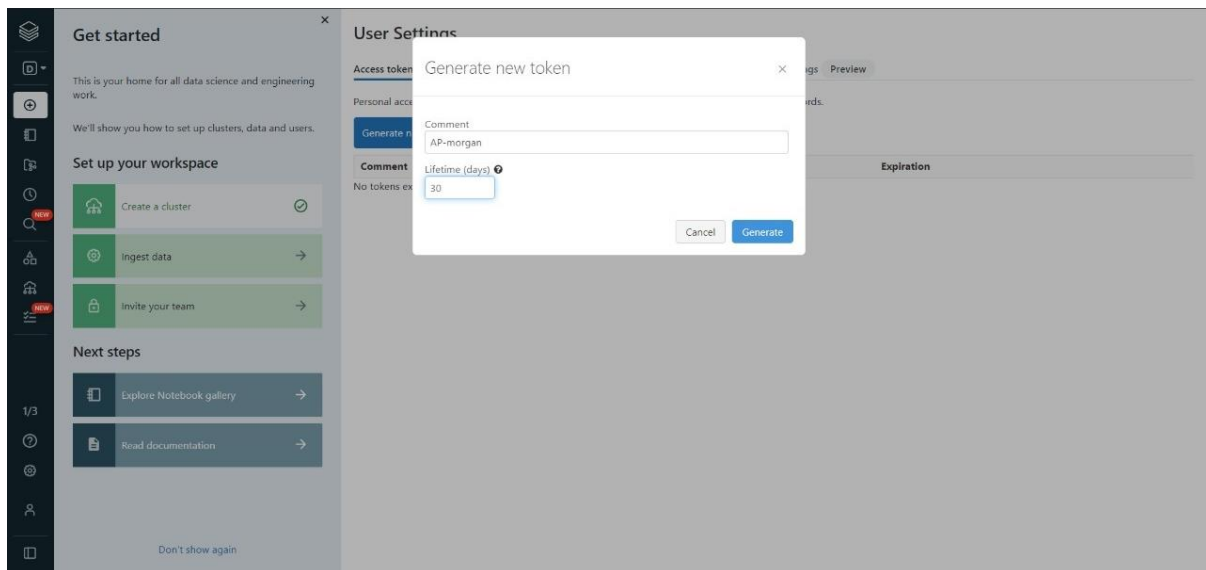 Get started
×
This is your home for all data science and engineering
work.
We'll show you how to set up clusters, data and users.
Set up your workspace
Create a cluster
Ingest data
Invite your team
Next steps
Explore Notebook gallery
Read documentation
Don't show again
D
NEW
NEW
1/3
User Settings
Access token
gs Preview
Personal acce
rds.
Generate n
Comment
Expiration
No tokens ex
Generate new token ×
Comment
AP-morgan
Lifetime (days) ?
30
Cancel Generate